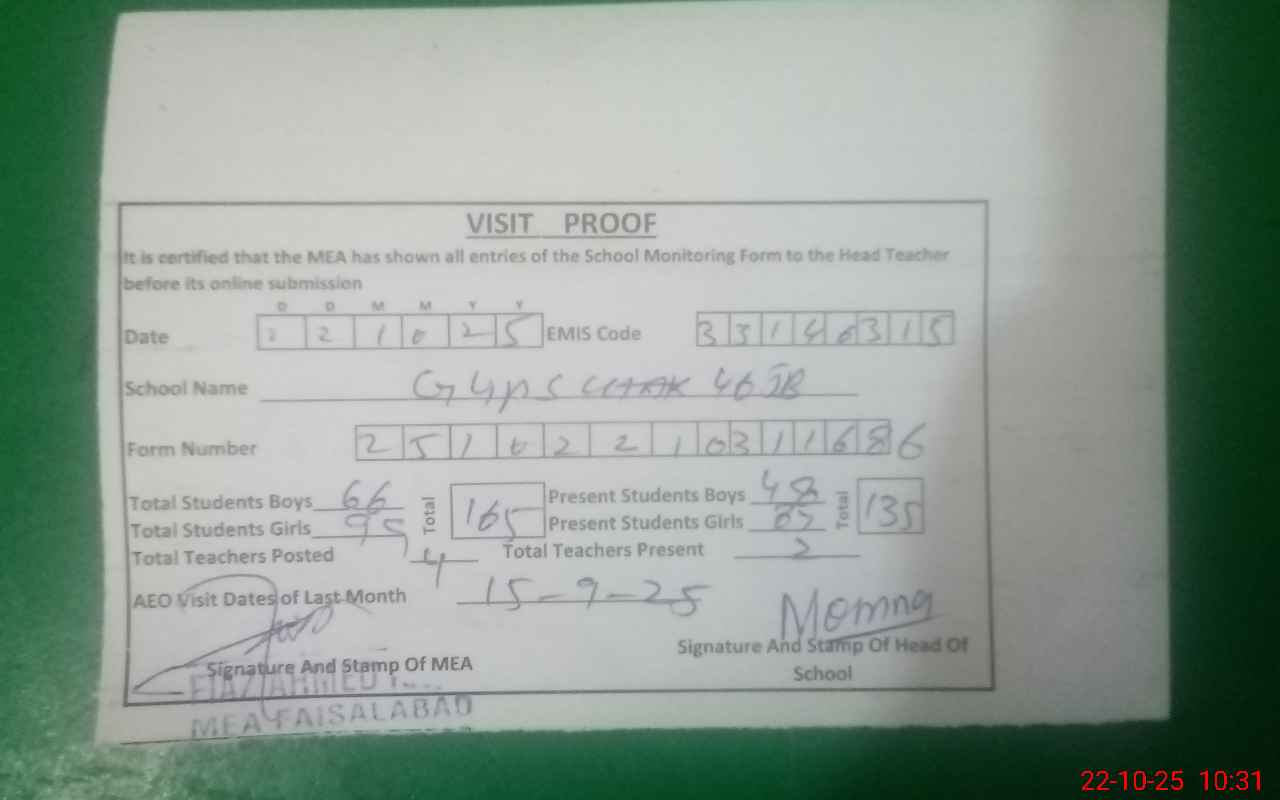 VISIT PROOF
It is certified that the MEA has shown all entries of the School Monitoring Form to the Head Teacher
before its online submission
D D M M Y Y
Date 2 2 1 0 2 5 EMIS Code 3 3 1 4 0 3 1 5
School Name CHAK
Form Number 2 5 1 0 2 2 1 0 3 1 1 6 8 6
Total Students Boys 66 Total 165 Present Students Boys 48 Total 135
Total Students Girls 95 Present Students Girls
Total Teachers Posted 4 Total Teachers Present 2
AEO Visit Dates of Last Month 15-9-25
Momna
Signature And Stamp Of MEA Signature And Stamp Of Head Of School
MEA FAISALABAD
22-10-25 10:31